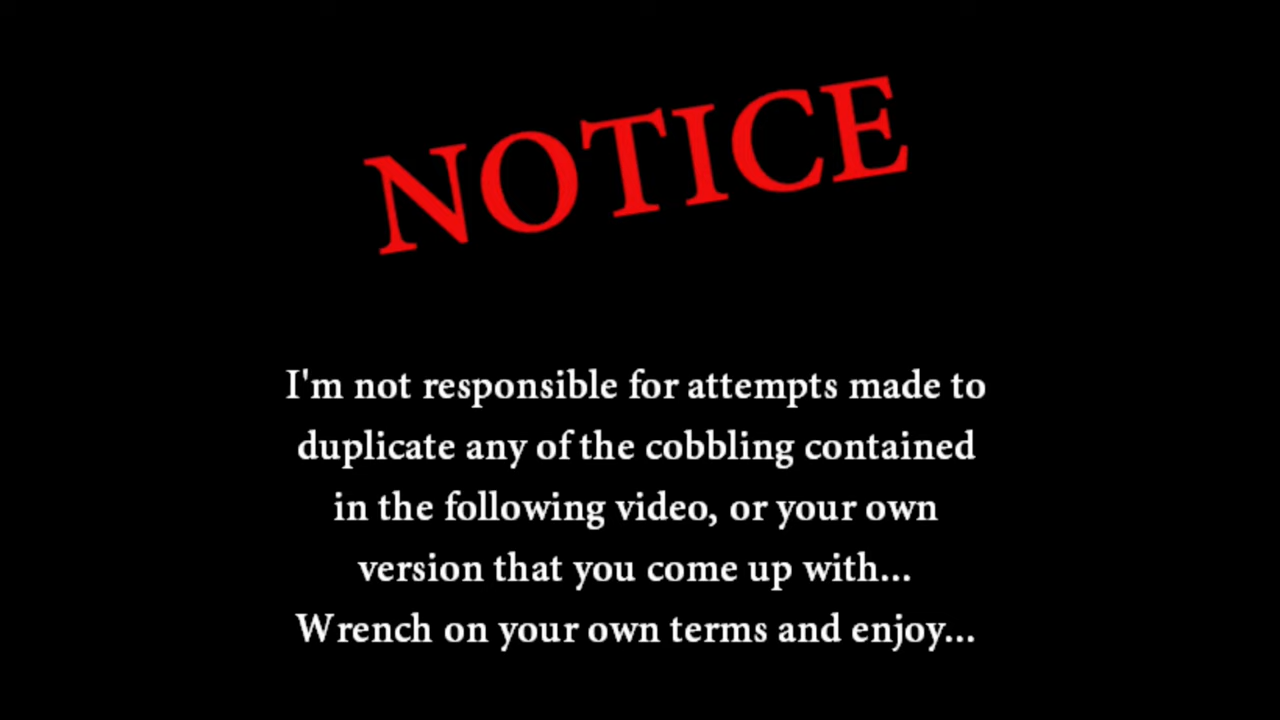 NOTICE
I'm not responsible for attempts made to
duplicate any of the cobbling contained
in the following video, or your own
version that you come up with...
Wrench on your own terms and enjoy...